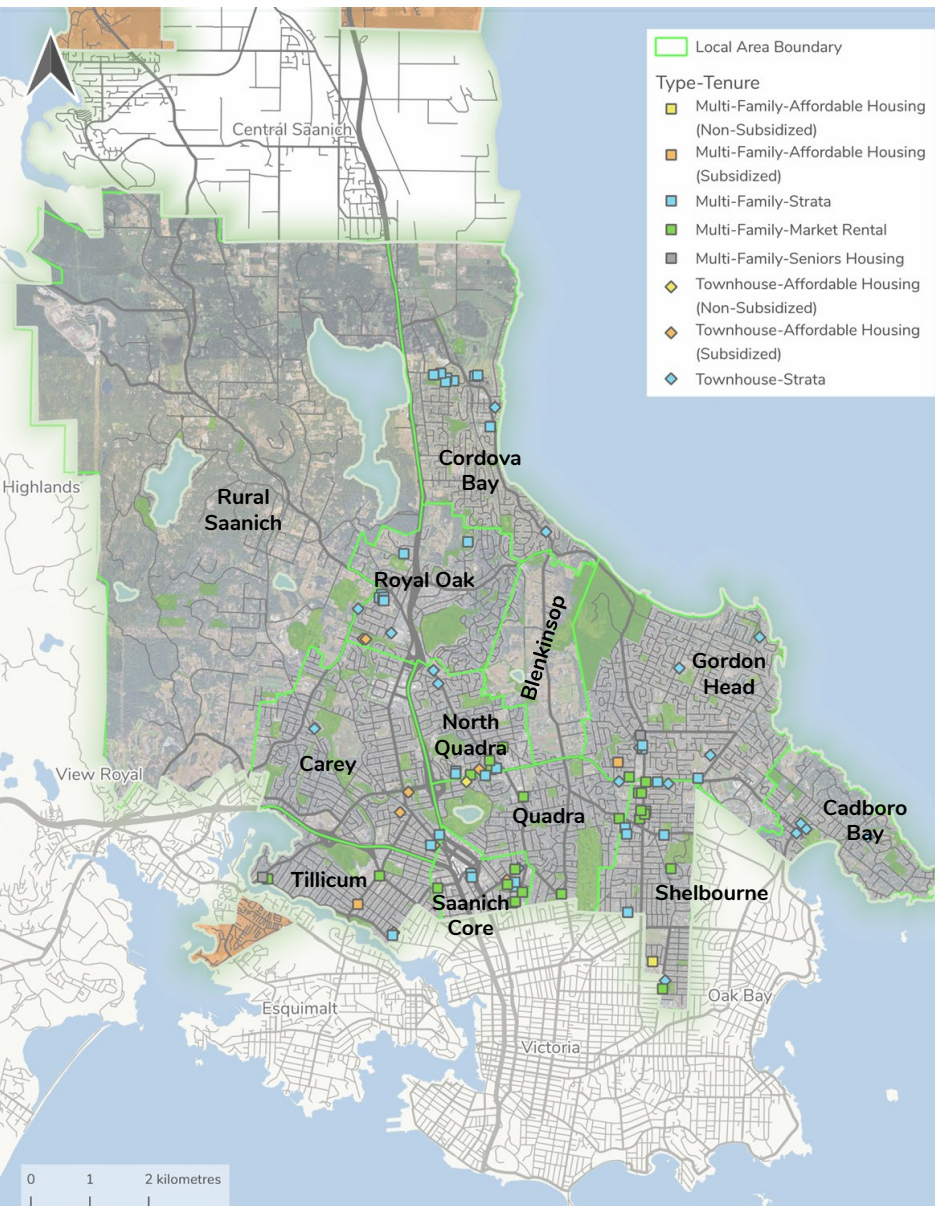 Local Area Boundary
Type-Tenure
Multi-Family-Affordable Housing
(Non-Subsidized)
Multi-Family-Affordable Housing
(Subsidized)
Multi-Family-Strata
Multi-Family-Market Rental
Multi-Family-Seniors Housing
Townhouse-Affordable Housing
(Non-Subsidized)
Townhouse-Affordable Housing
(Subsidized)
Townhouse-Strata
Central Saanich
Cordova
Bay
Highlands
Rural
Saanich
Royal Oak
Blenkinsop
Gordon
Head
North
Quadra
Carey
View Royal
Quadra
Cadboro
Bay
Tillicum
Shelbourne
Saanich
Core
Oak Bay
Esquimalt
Victoria
0 1 2 kilometres